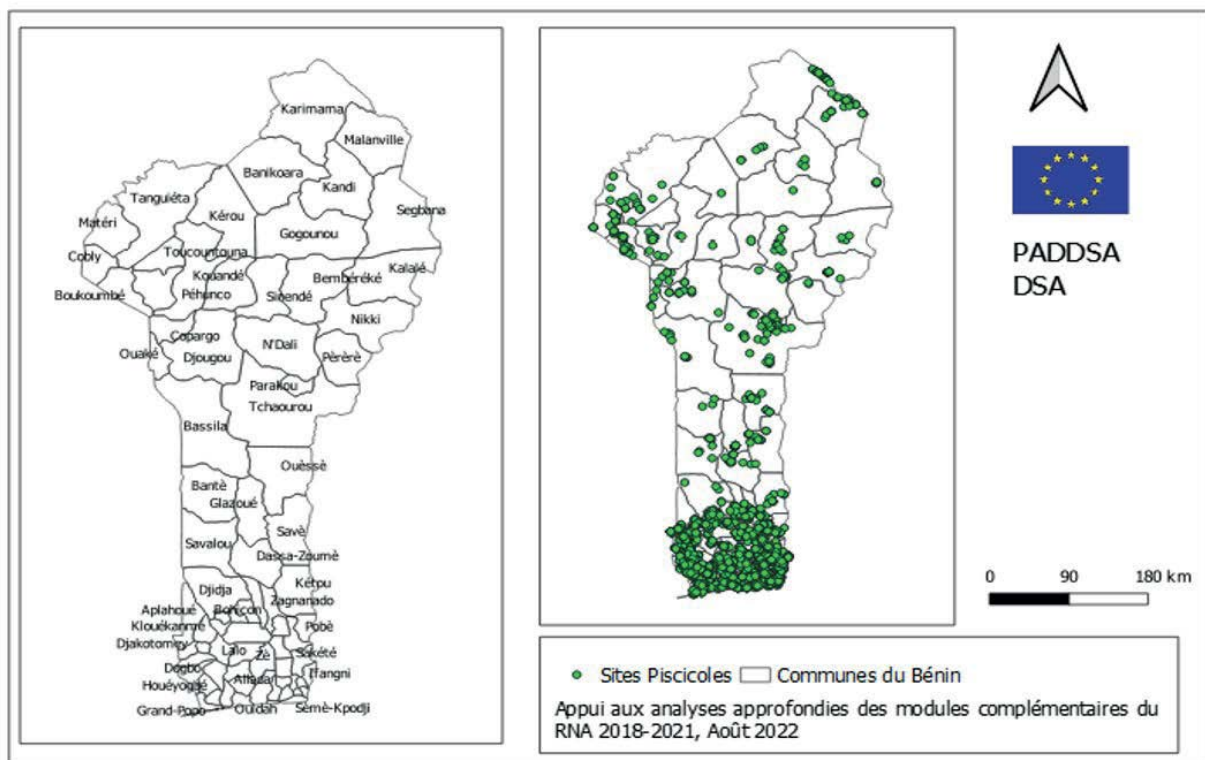 Karimama
Malanville
Banikoara
Kandi
Tanguiéta
Segbana
Kérou
Matéri
Gogounou
Toucountouna
Cobly
Kalalé
Kouandé
Bembéréké
Boukoumbé
Péhunco
Sinendé
Nikki
Copargo
N'Dali
Ouaké
Djougou
Pèrèrè
Parakou
Tchaourou
Bassila
Ouèssè
Bantè
Glazoué
Savè
Savalou
Dassa-Zoumè
Kétou
Djidja
Zagnanado
Aplahoué
Bohicon
Klouékanmè
Pobè
Djakotomey
Lalo
Zè
Sakété
Dogbo
Ifangni
Allada
Houéyogbé
Grand-Popo
Ouidah
Sèmè-Kpodji
PADDSA
DSA
0 90 180 km
Sites Piscicoles Communes du Bénin
Appui aux analyses approfondies des modules complémentaires du
RNA 2018-2021, Août 2022